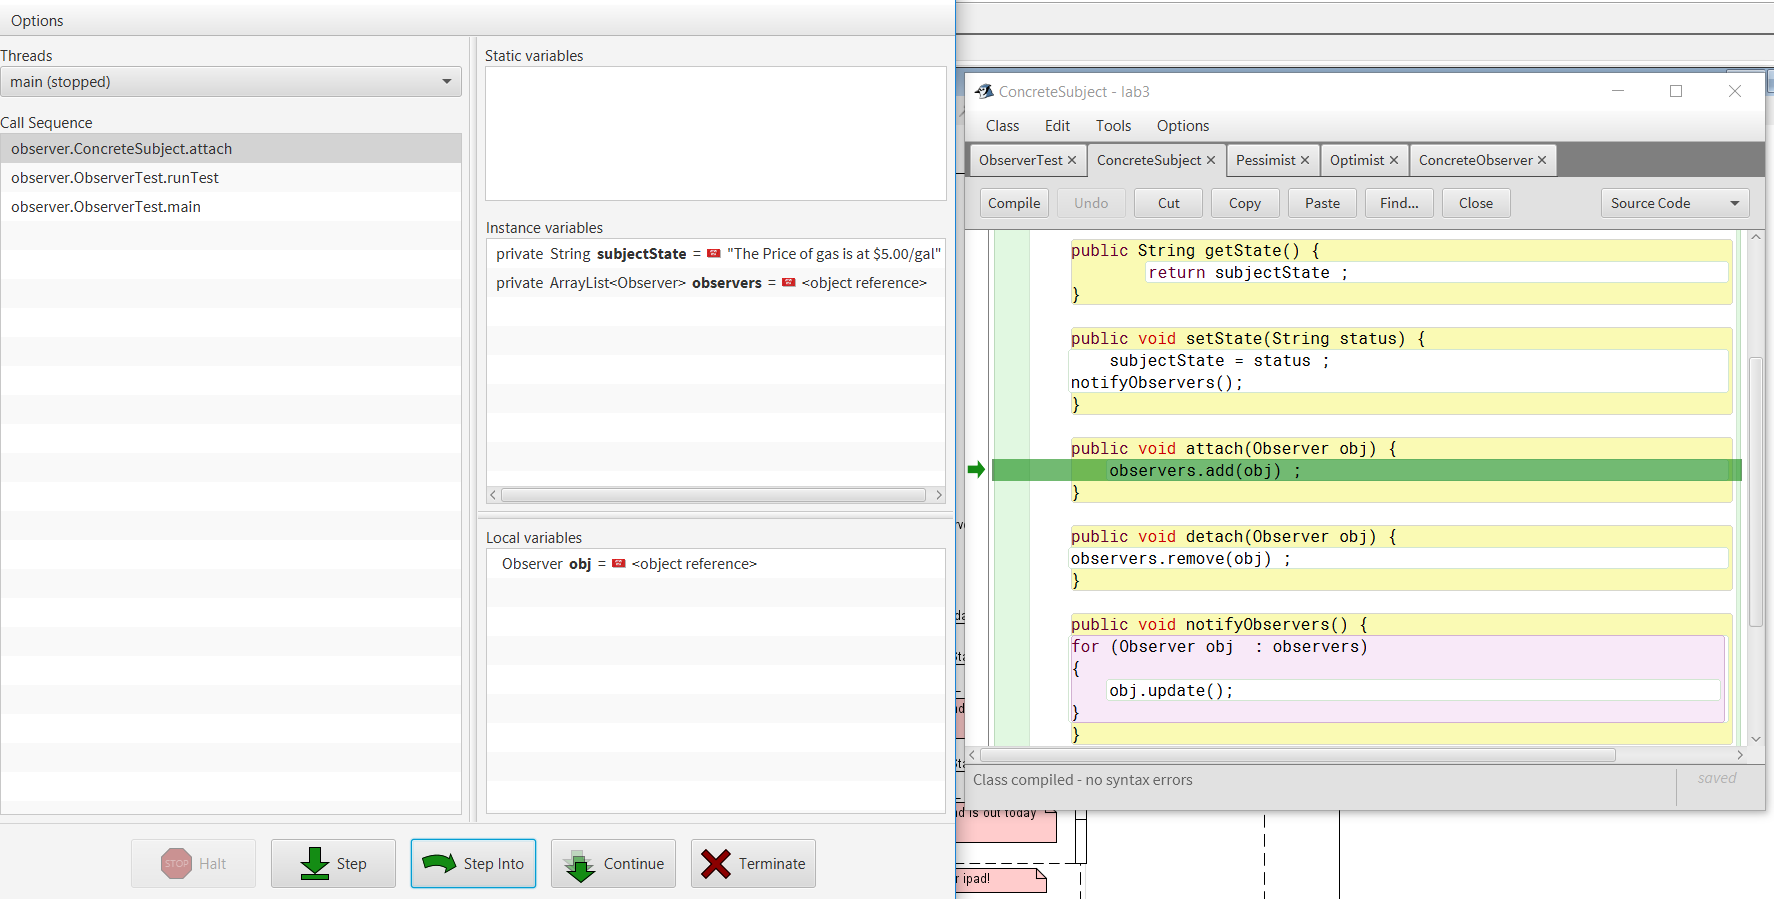 Options
Threads
main (stopped)
Call Sequence
observer.ConcreteSubject.attach
observer.ObserverTest.runTest
observer.ObserverTest.main
Static variables
Instance variables
private String subjectState = "The Price of gas is at $5.00/gal"
private ArrayList<Observer> observers = <object reference>
Local variables
Observer obj = <object reference>
STOP Halt
Step
Step Into
Continue
Terminate
ConcreteSubject - lab3
Class Edit Tools Options
ObserverTest ConcreteSubject Pessimist Optimist ConcreteObserver
Compile Undo Cut Copy Paste Find... Close Source Code
public String getState() {
return subjectState ;
}
public void setState(String status) {
subjectState = status ;
notifyObservers();
}
public void attach(Observer obj) {
observers.add(obj) ;
}
public void detach(Observer obj) {
observers.remove(obj) ;
}
public void notifyObservers() {
for (Observer obj  : observers)
{
obj.update();
}
}
Class compiled - no syntax errors
saved
is out today
ipad!